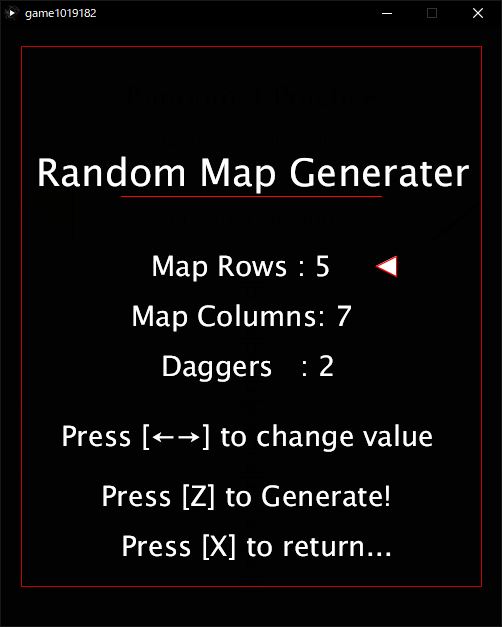 game1019182
Random Map Generater
Map Rows : 5
Map Columns: 7
Daggers : 2
Press [←→] to change value
Press [Z] to Generate!
Press [X] to return...